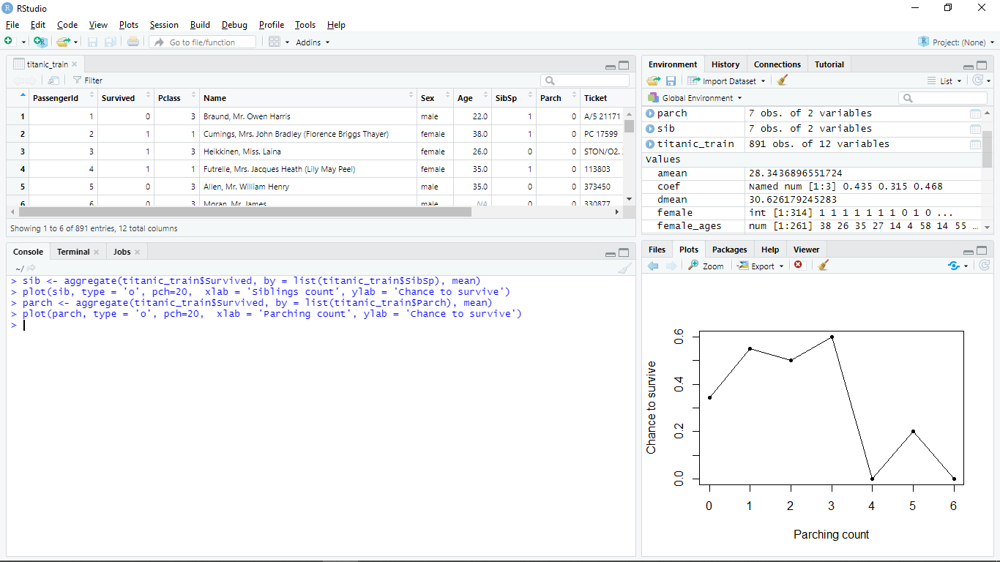 RStudio
File Edit Code View Plots Session Build Debug Profile Tools Help
Go to file/function Addins Project: (None)
titanic_train
Filter
PassengerId Survived Pclass Name Sex Age SibSp Parch Ticket
1 1 0 3 Braund, Mr. Owen Harris male 22.0 1 0 A/5 21171
2 2 1 1 Cumings, Mrs. John Bradley (Florence Briggs Thayer) female 38.0 1 0 PC 17599
3 3 1 3 Heikkinen, Miss. Laina female 26.0 0 0 STON/O2.
4 4 1 1 Futrelle, Mrs. Jacques Heath (Lily May Peel) female 35.0 1 0 113803
5 5 0 3 Allen, Mr. William Henry male 35.0 0 0 373450
6 6 0 3 Moran, Mr. James male NA 0 0 330877
Showing 1 to 6 of 891 entries, 12 total columns
Console Terminal Jobs
~/
> sib <- aggregate(titanic_train$Survived, by = list(titanic_train$SibSp), mean)
> plot(sib, type = 'o', pch=20,  xlab = 'Siblings count', ylab = 'Chance to survive')
> parch <- aggregate(titanic_train$Survived, by = list(titanic_train$Parch), mean)
> plot(parch, type = 'o', pch=20,  xlab = 'Parching count', ylab = 'Chance to survive')
>
Environment History Connections Tutorial
Import Dataset List
Global Environment
parch 7 obs. of 2 variables
sib 7 obs. of 2 variables
titanic_train 891 obs. of 12 variables
Values
amean 28.3436896551724
coef Named num [1:3] 0.435 0.315 0.468
dmean 30.626179245283
female int [1:314] 1 1 1 1 1 1 1 0 1 0 ...
female_ages num [1:261] 38 26 35 27 14 4 58 14 55 …
Files Plots Packages Help Viewer
Zoom Export
Chance to survive
0.6
0.4
0.2
0.0
0 1 2 3 4 5 6
Parching count